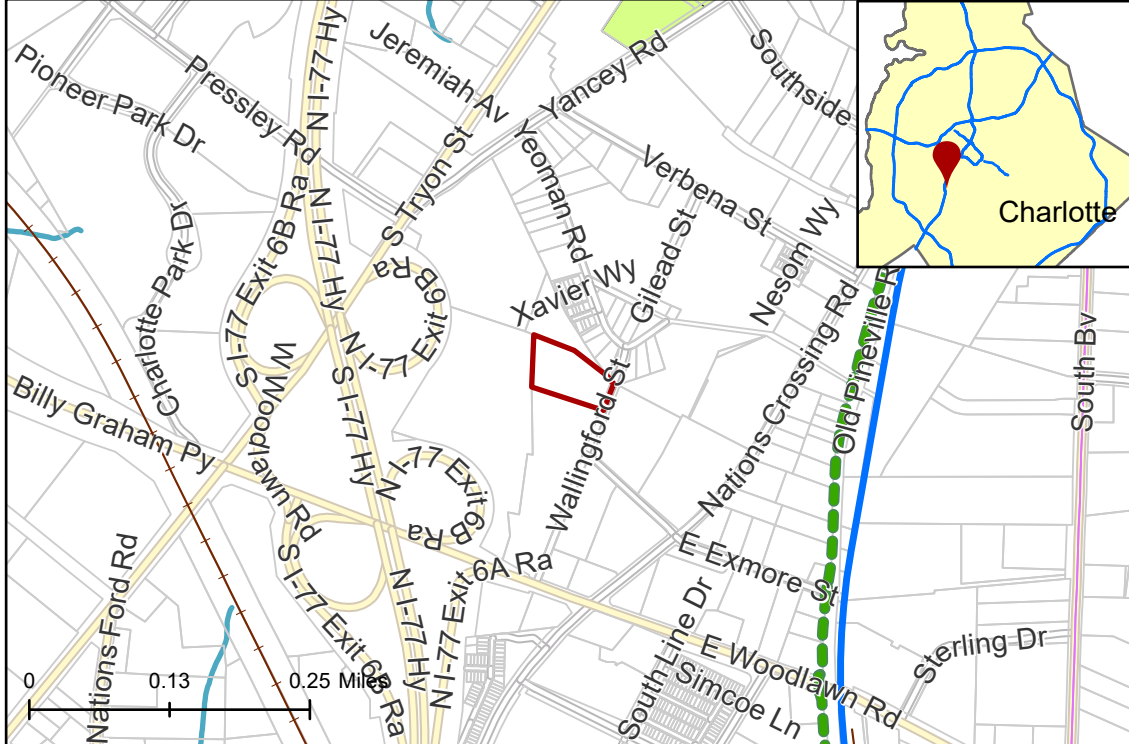 N I-77 Hy
Jeremiah Av
Southside
Yancey Rd
Pioneer Park Dr
Pressley Rd
S Tryon St
Yeoman Rd
Verbena St
Charlotte
N I-77 Hy
S I-77 Exit 6B Ra
N I-77 Exit 6B Ra
Xavier Wy
Gilead St
Nesom Wy
Charlotte Park Dr
S I-77 Hy
Wallingford St
Nations Crossing Rd
Old Pineville R
South Bv
Billy Graham Py
W Woodlawn Rd
N I-77 Exit 6B Ra
E Exmore St
Nations Ford Rd
S I-77 Exit 6B Ra
N I-77 Hy
N I-77 Exit 6A Ra
South Line Dr
E Woodlawn Rd
Sterling Dr
Simcoe Ln
0 0.13 0.25 Miles